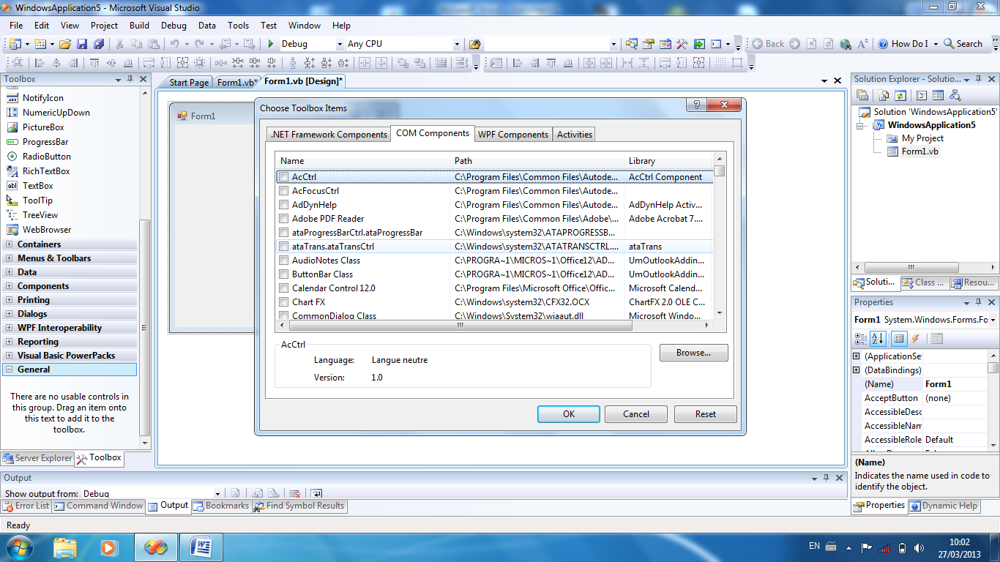 WindowsApplication5 - Microsoft Visual Studio
File Edit View Project Build Debug Data Tools Test Window Help
Debug Any CPU Back How Do I Search
Toolbox
NotifyIcon
NumericUpDown
PictureBox
ProgressBar
RadioButton
RichTextBox
TextBox
ToolTip
TreeView
WebBrowser
Containers
Menus & Toolbars
Data
Components
Printing
Dialogs
WPF Interoperability
Reporting
Visual Basic PowerPacks
General
There are no usable controls in
this group. Drag an item onto
this text to add it to the
toolbox.
Server Explorer Toolbox
Start Page Form1.vb* Form1.vb [Design]*
Form1
Choose Toolbox Items
.NET Framework Components COM Components WPF Components Activities
Name Path Library
AcCtrl C:\Program Files\Common Files\Autode... AcCtrl Component
AcFocusCtrl C:\Program Files\Common Files\Autode...
AdDynHelp C:\Program Files\Common Files\Autode... AdDynHelp Activ...
Adobe PDF Reader C:\Program Files\Common Files\Adobe\... Adobe Acrobat 7....
ataProgressBarCtrl.ataProgressBar C:\Windows\system32\ATAPROGRESSB...
ataTrans.ataTransCtrl C:\Windows\system32\ATATRANSCTRL.... ataTrans
AudioNotes Class C:\PROGRA~1\MICROS~1\Office12\AD... UmOutlookAddin...
ButtonBar Class C:\PROGRA~1\MICROS~1\Office12\AD... UmOutlookAddin...
Calendar Control 12.0 C:\Program Files\Microsoft Office\Offic... Microsoft Calend...
Chart FX C:\Windows\system32\CFX32.OCX ChartFX 2.0 OLE C...
CommonDialog Class C:\Windows\System32\wiaaut.dll Microsoft Windo...
AcCtrl
Language: Langue neutre
Version: 1.0
Browse...
OK Cancel Reset
Solution Explorer - Solutio...
Solution 'WindowsApplication5'
WindowsApplication5
My Project
Form1.vb
Soluti... Class ... Resou...
Properties
Form1 System.Windows.Forms.Fo
(ApplicationSe
(DataBindings)
(Name) Form1
AcceptButton (none)
AccessibleDesc
AccessibleNam
AccessibleRole Default
(Name)
Indicates the name used in code to
identify the object.
Properties Dynamic Help
Output
Show output from: Debug
Error List Command Window Output Bookmarks Find Symbol Results
Ready
EN 10:02
27/03/2013